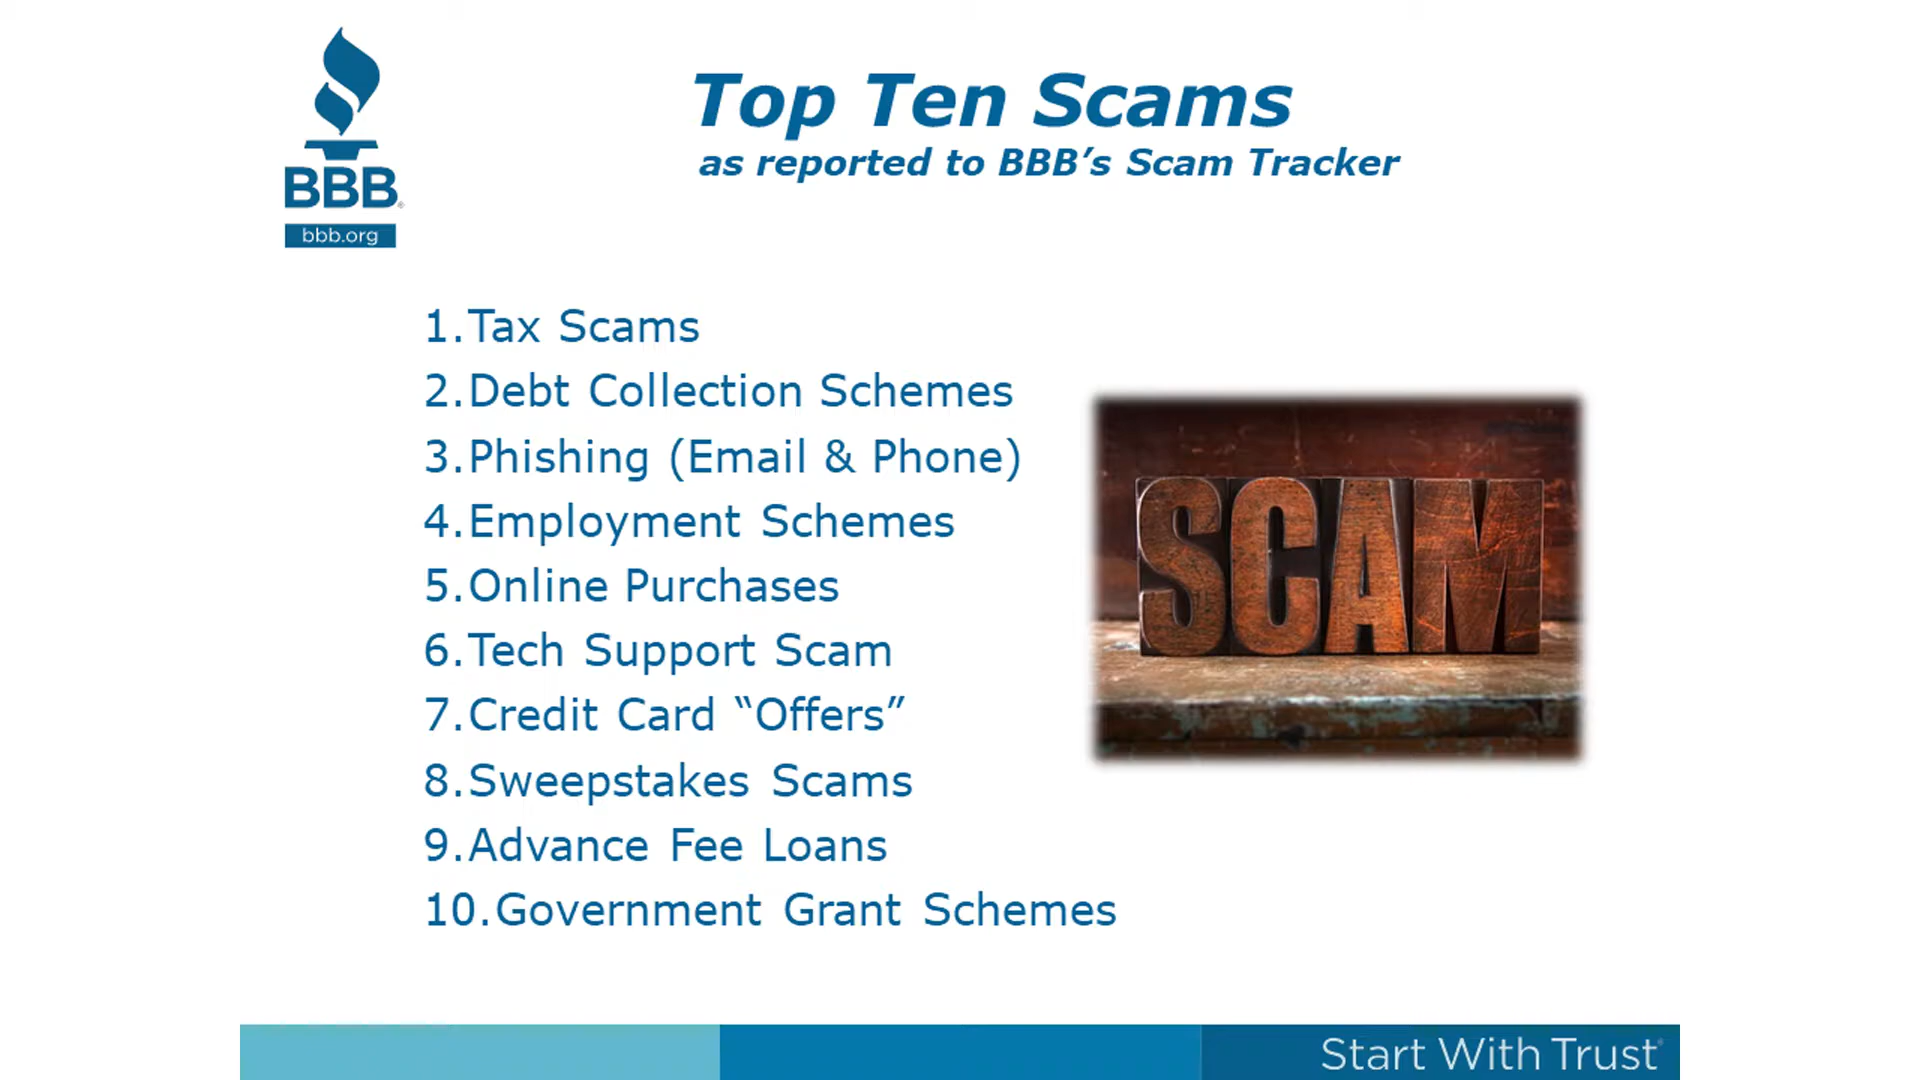 BBB®
bbb.org
Top Ten Scams
as reported to BBB’s Scam Tracker
1.Tax Scams
2.Debt Collection Schemes
3.Phishing (Email & Phone)
4.Employment Schemes
5.Online Purchases
6.Tech Support Scam
7.Credit Card “Offers”
8.Sweepstakes Scams
9.Advance Fee Loans
10.Government Grant Schemes
SCAM
Start With Trust®